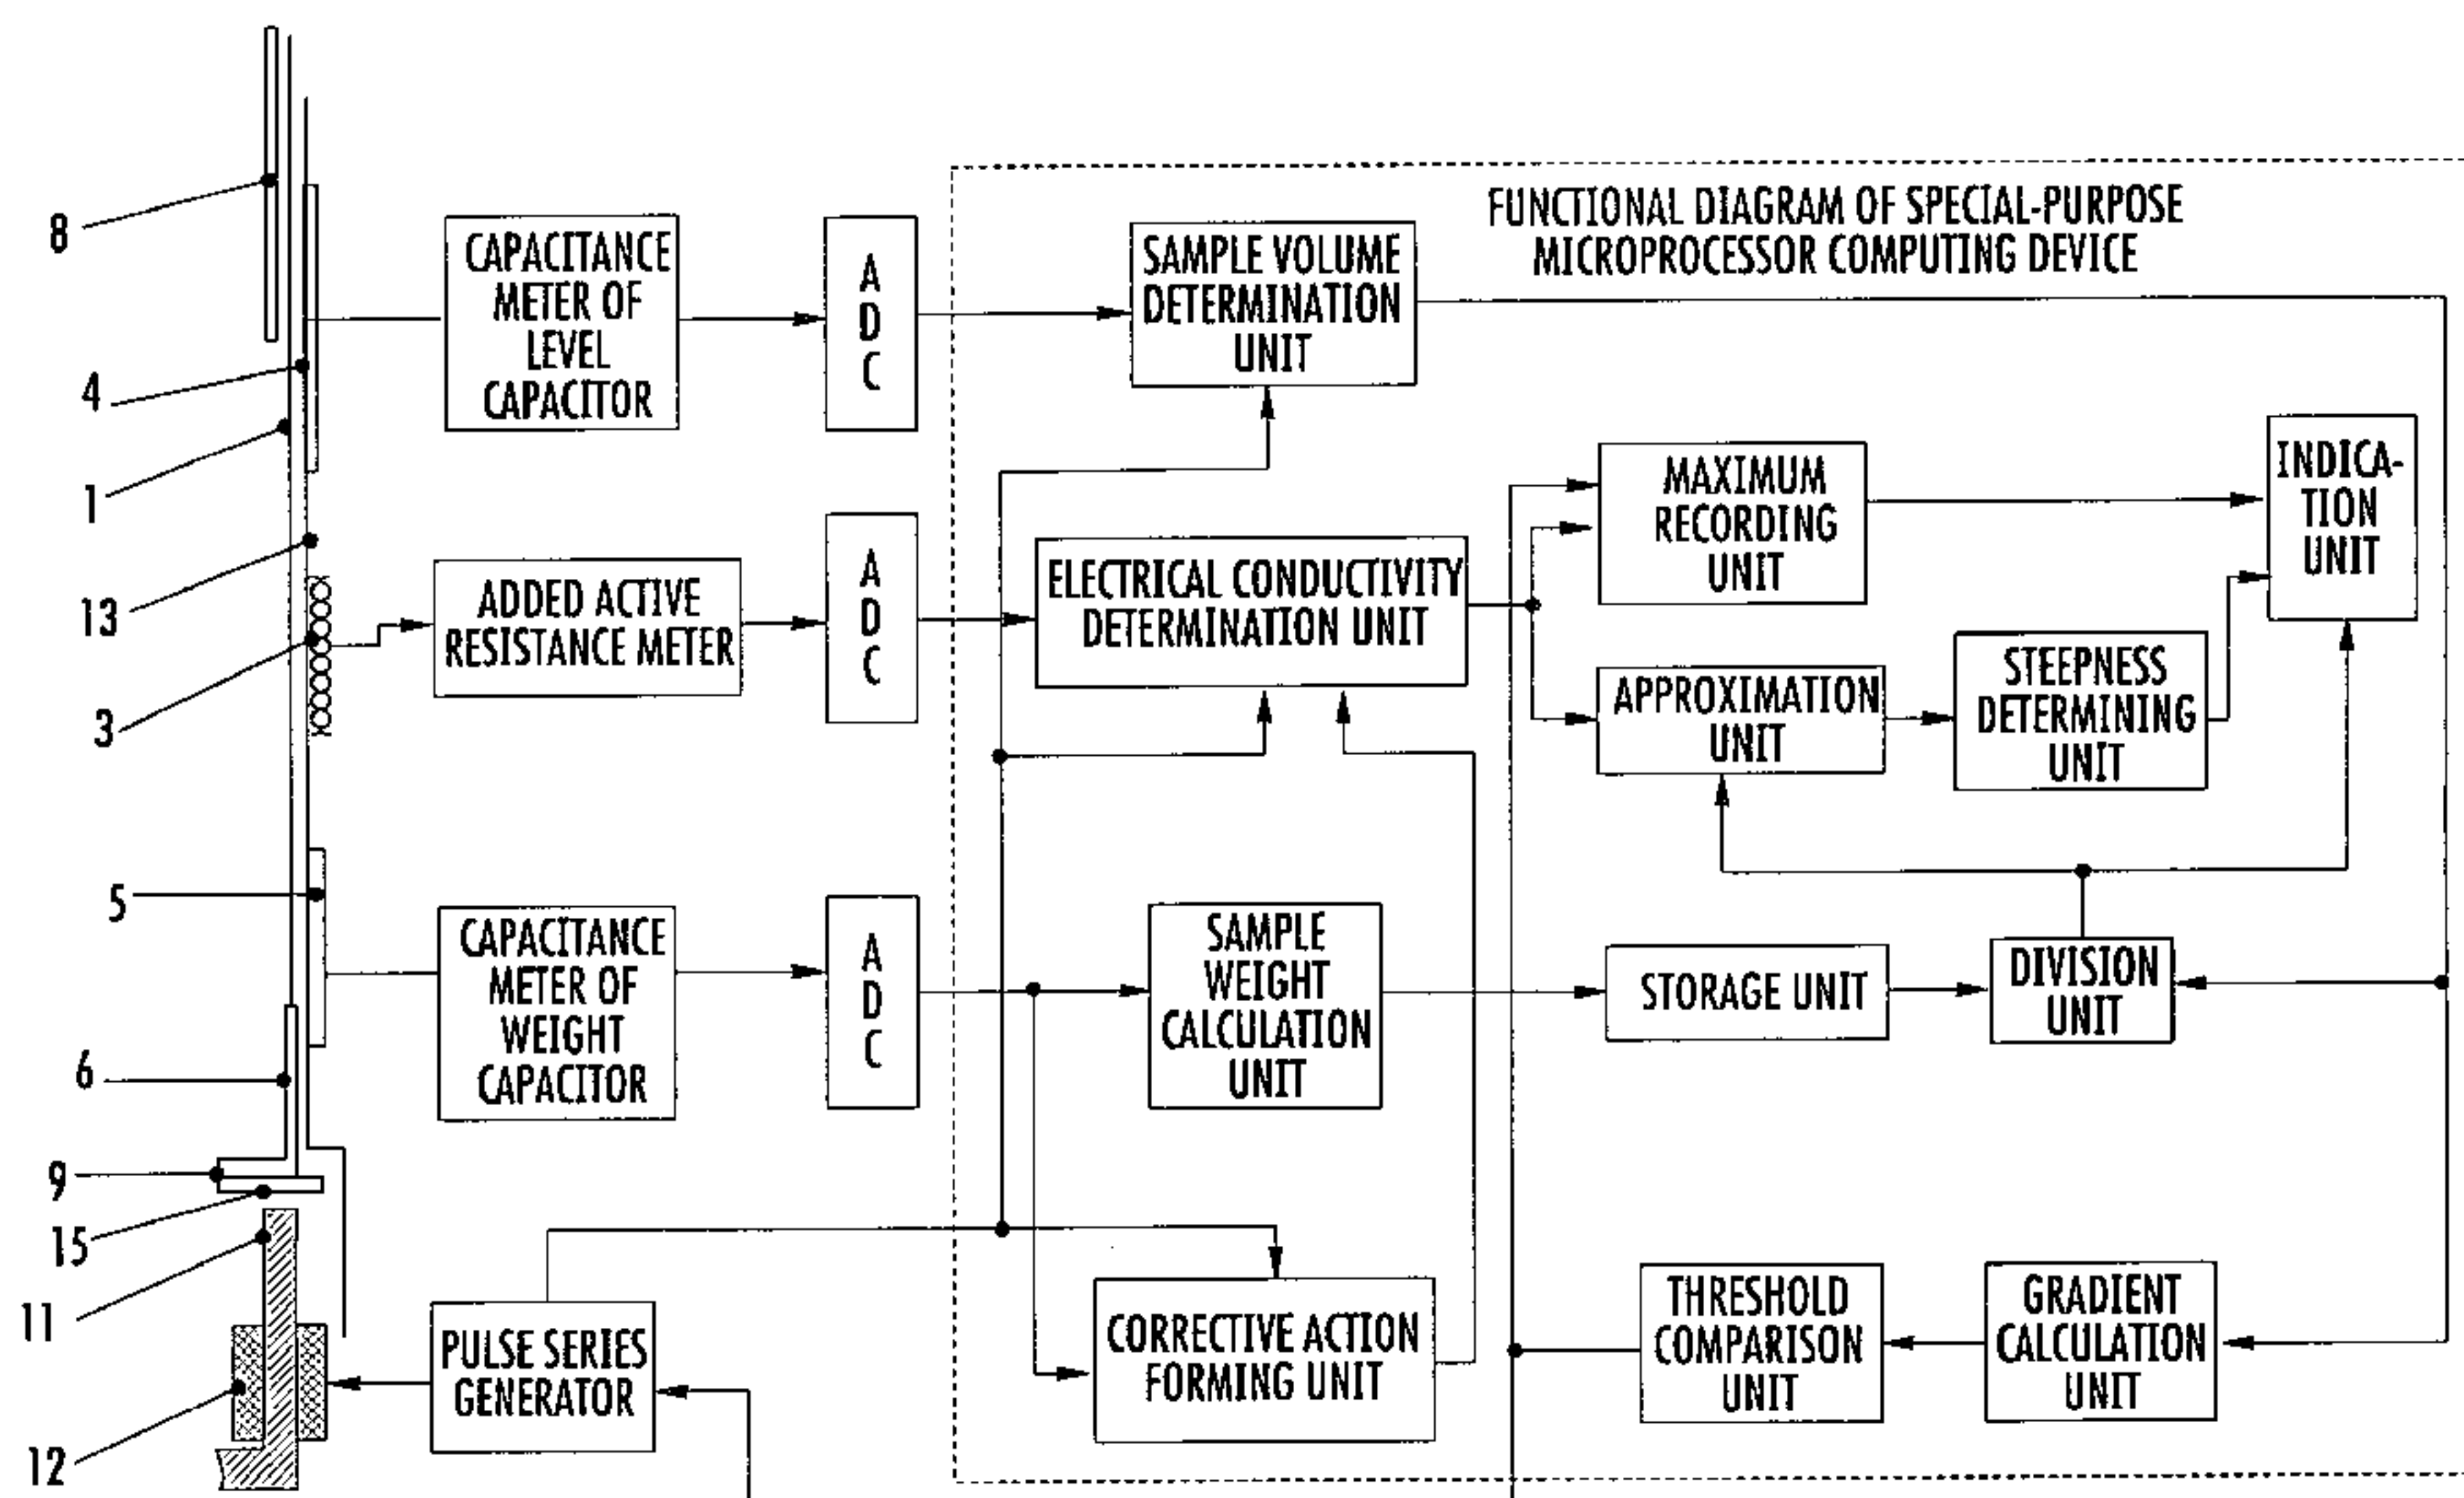 FUNCTIONAL DIAGRAM OF SPECIAL-PURPOSE
MICROPROCESSOR COMPUTING DEVICE
8
4
1
13
3
5
6
9
15
11
12
CAPACITANCE
METER OF
LEVEL
CAPACITOR
A
D
C
SAMPLE VOLUME
DETERMINATION
UNIT
ADDED ACTIVE
RESISTANCE METER
A
D
C
ELECTRICAL CONDUCTIVITY
DETERMINATION UNIT
MAXIMUM
RECORDING
UNIT
INDICA-
TION
UNIT
APPROXIMATION
UNIT
STEEPNESS
DETERMINING
UNIT
CAPACITANCE
METER OF
WEIGHT
CAPACITOR
A
D
C
SAMPLE
WEIGHT
CALCULATION
UNIT
STORAGE UNIT
DIVISION
UNIT
PULSE SERIES
GENERATOR
CORRECTIVE ACTION
FORMING UNIT
THRESHOLD
COMPARISON
UNIT
GRADIENT
CALCULATION
UNIT